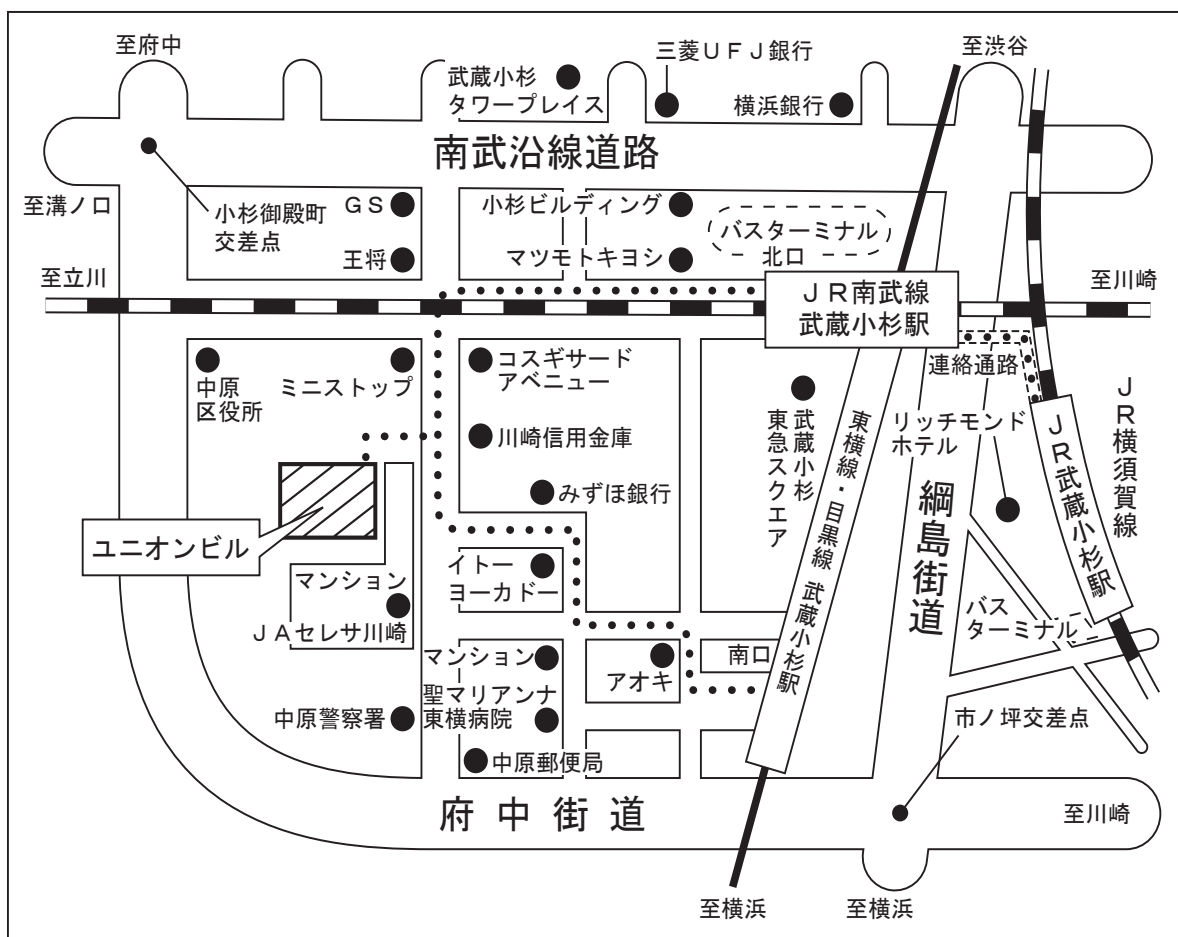 至府中
武蔵小杉
タワープレイス
三菱ＵＦＪ銀行
横浜銀行
至渋谷
南武沿線道路
至溝ノ口
小杉御殿町
交差点
ＧＳ
王将
小杉ビルディング
マツモトキヨシ
バスターミナル
北口
至立川
ＪＲ南武線
武蔵小杉駅
至川崎
連絡通路
中原
区役所
ミニストップ
コスギサード
アベニュー
川崎信用金庫
みずほ銀行
武蔵小杉
東急スクエア
東横線・目黒線 武蔵小杉駅
リッチモンド
ホテル
綱島街道
ＪＲ武蔵小杉駅
ＪＲ横須賀線
ユニオンビル
マンション
ＪＡセレサ川崎
イトー
ヨーカドー
バス
ターミナル
マンション
アオキ
南口
聖マリアンナ
東横病院
中原警察署
中原郵便局
市ノ坪交差点
府中街道
至川崎
至横浜
至横浜